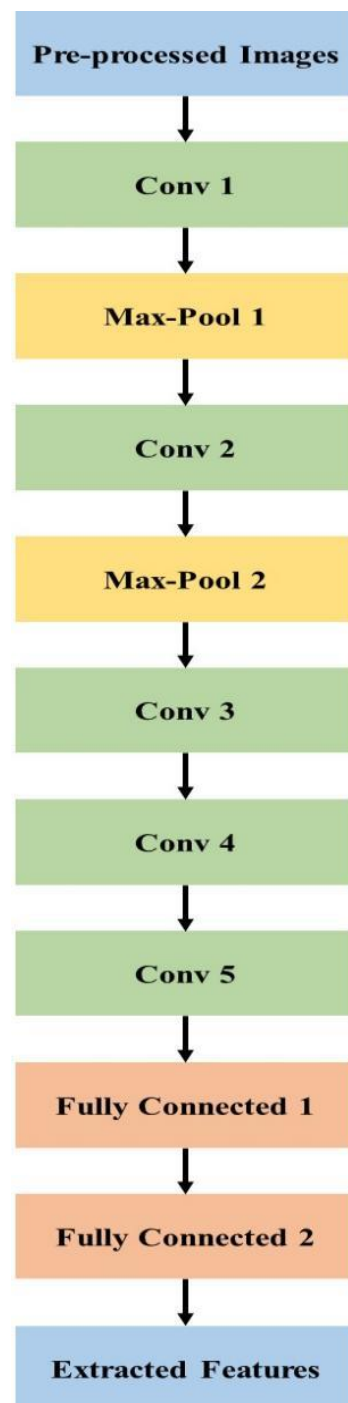 Pre-processed Images
Conv 1
Max-Pool 1
Conv 2
Max-Pool 2
Conv 3
Conv 4
Conv 5
Fully Connected 1
Fully Connected 2
Extracted Features